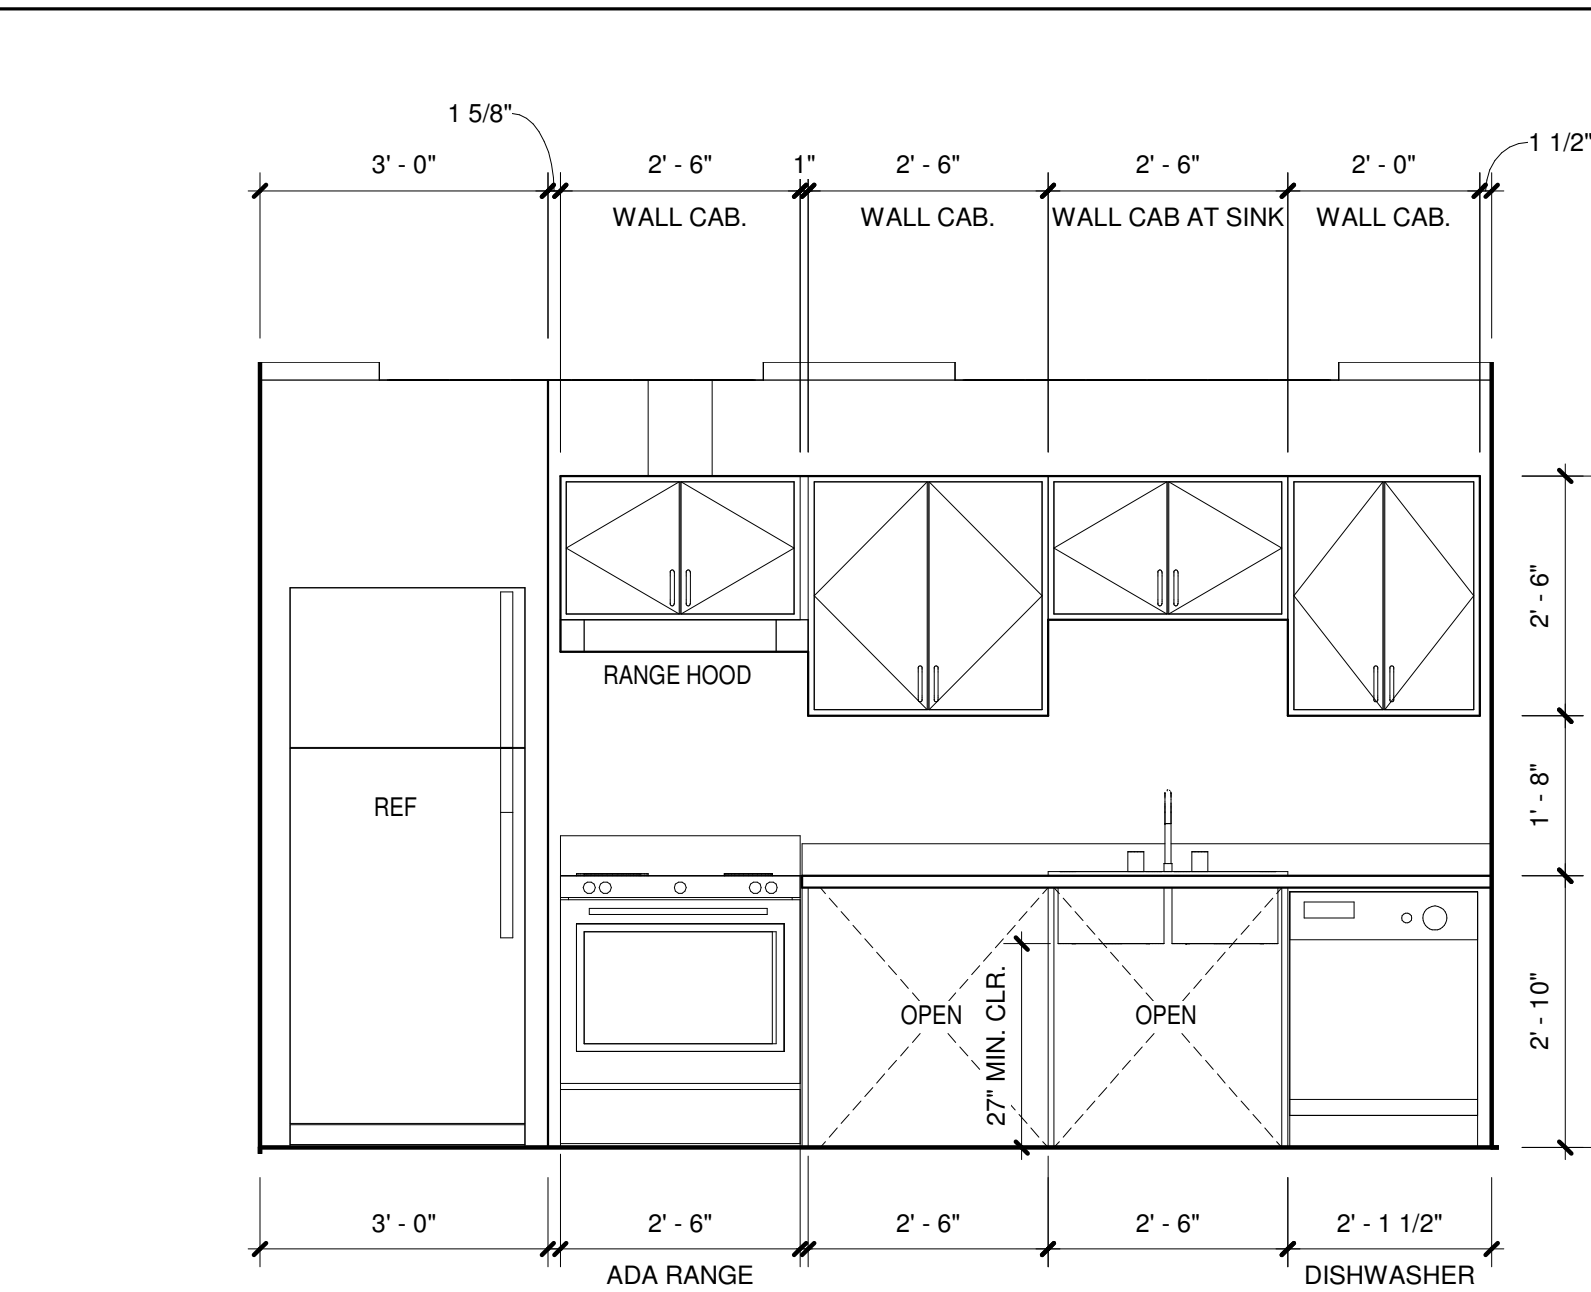 1 5/8"
1 1/2"
3' - 0"
2' - 6"
1"
2' - 6"
2' - 6"
2' - 0"
WALL CAB.
WALL CAB.
WALL CAB AT SINK
WALL CAB.
2' - 6"
RANGE HOOD
1' - 8"
REF
OPEN
27" MIN. CLR.
OPEN
2' - 10"
3' - 0"
2' - 6"
2' - 6"
2' - 6"
2' - 1 1/2"
ADA RANGE
DISHWASHER